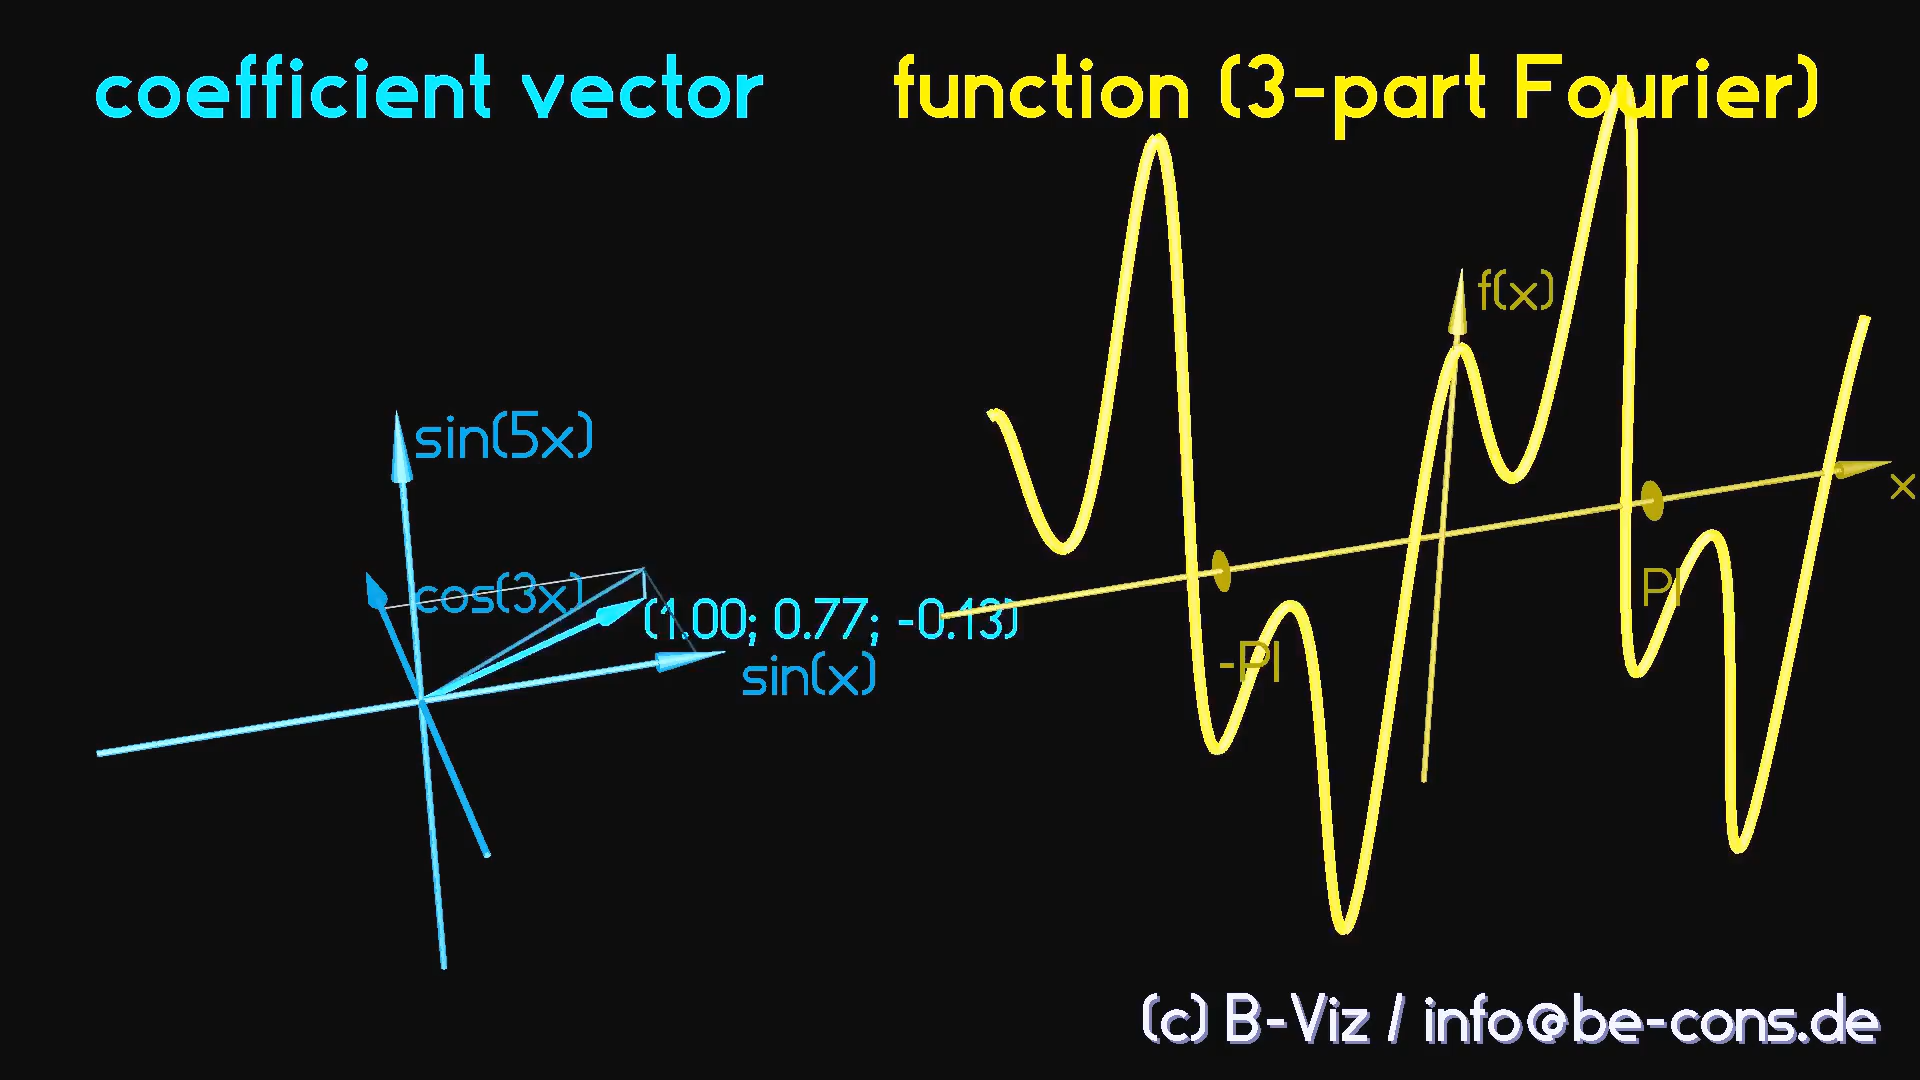 coefficient vector
function (3-part Fourier)
f(x)
sin(5x)
x
cos(3x)
PI
(1.00; 0.77; -0.13)
-PI
sin(x)
(c) B-Viz / info@be-cons.de